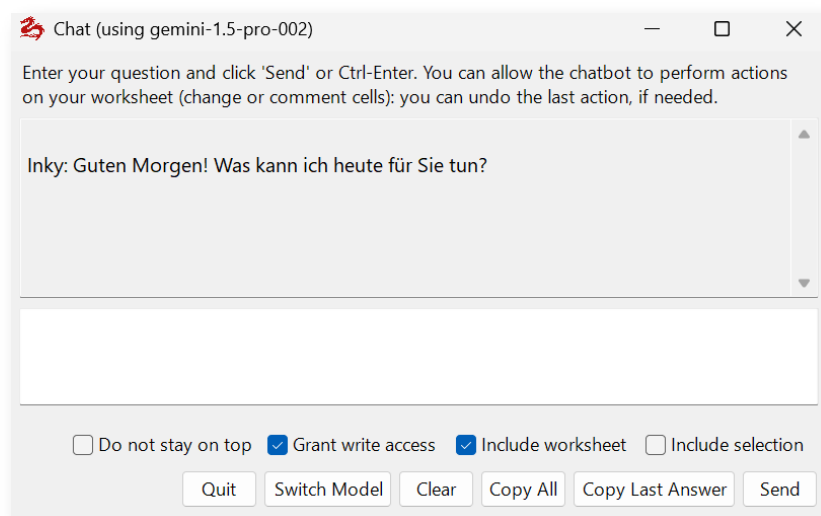 Chat (using gemini-1.5-pro-002)
Enter your question and click 'Send' or Ctrl-Enter. You can allow the chatbot to perform actions
on your worksheet (change or comment cells): you can undo the last action, if needed.
Inky: Guten Morgen! Was kann ich heute für Sie tun?
Do not stay on top Grant write access Include worksheet Include selection
Quit Switch Model Clear Copy All Copy Last Answer Send